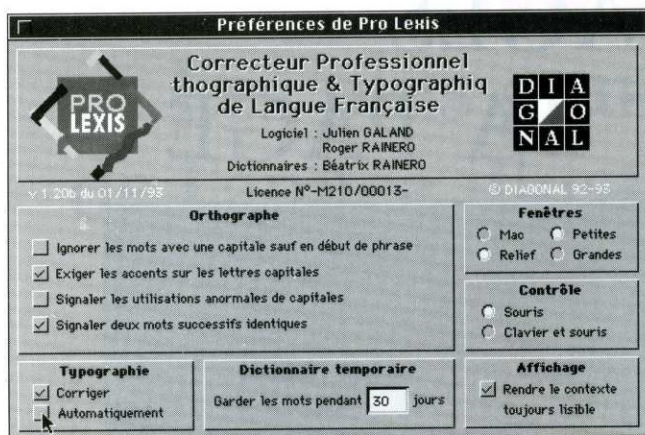 Préférences de Pro Lexis
PRO
LEXIS
Correcteur Professionnel
thographique & Typographiq
de Langue Française
Logiciel : Julien GALAND
Roger RAINERO
Dictionnaires : Béatrix RAINERO
DIA
G O
NAL
v 1.20b du 01/11/93
Licence N°-M210/00013-
© DIAGONAL 92-93
Orthographe
Ignorer les mots avec une capitale sauf en début de phrase
Exiger les accents sur les lettres capitales
Signaler les utilisations anormales de capitales
Signaler deux mots successifs identiques
Fenêtres
Mac Petites
Relief Grandes
Contrôle
Souris
Clavier et souris
Typographie
Corriger
Automatiquement
Dictionnaire temporaire
Garder les mots pendant 30 jours
Affichage
Rendre le contexte
toujours lisible